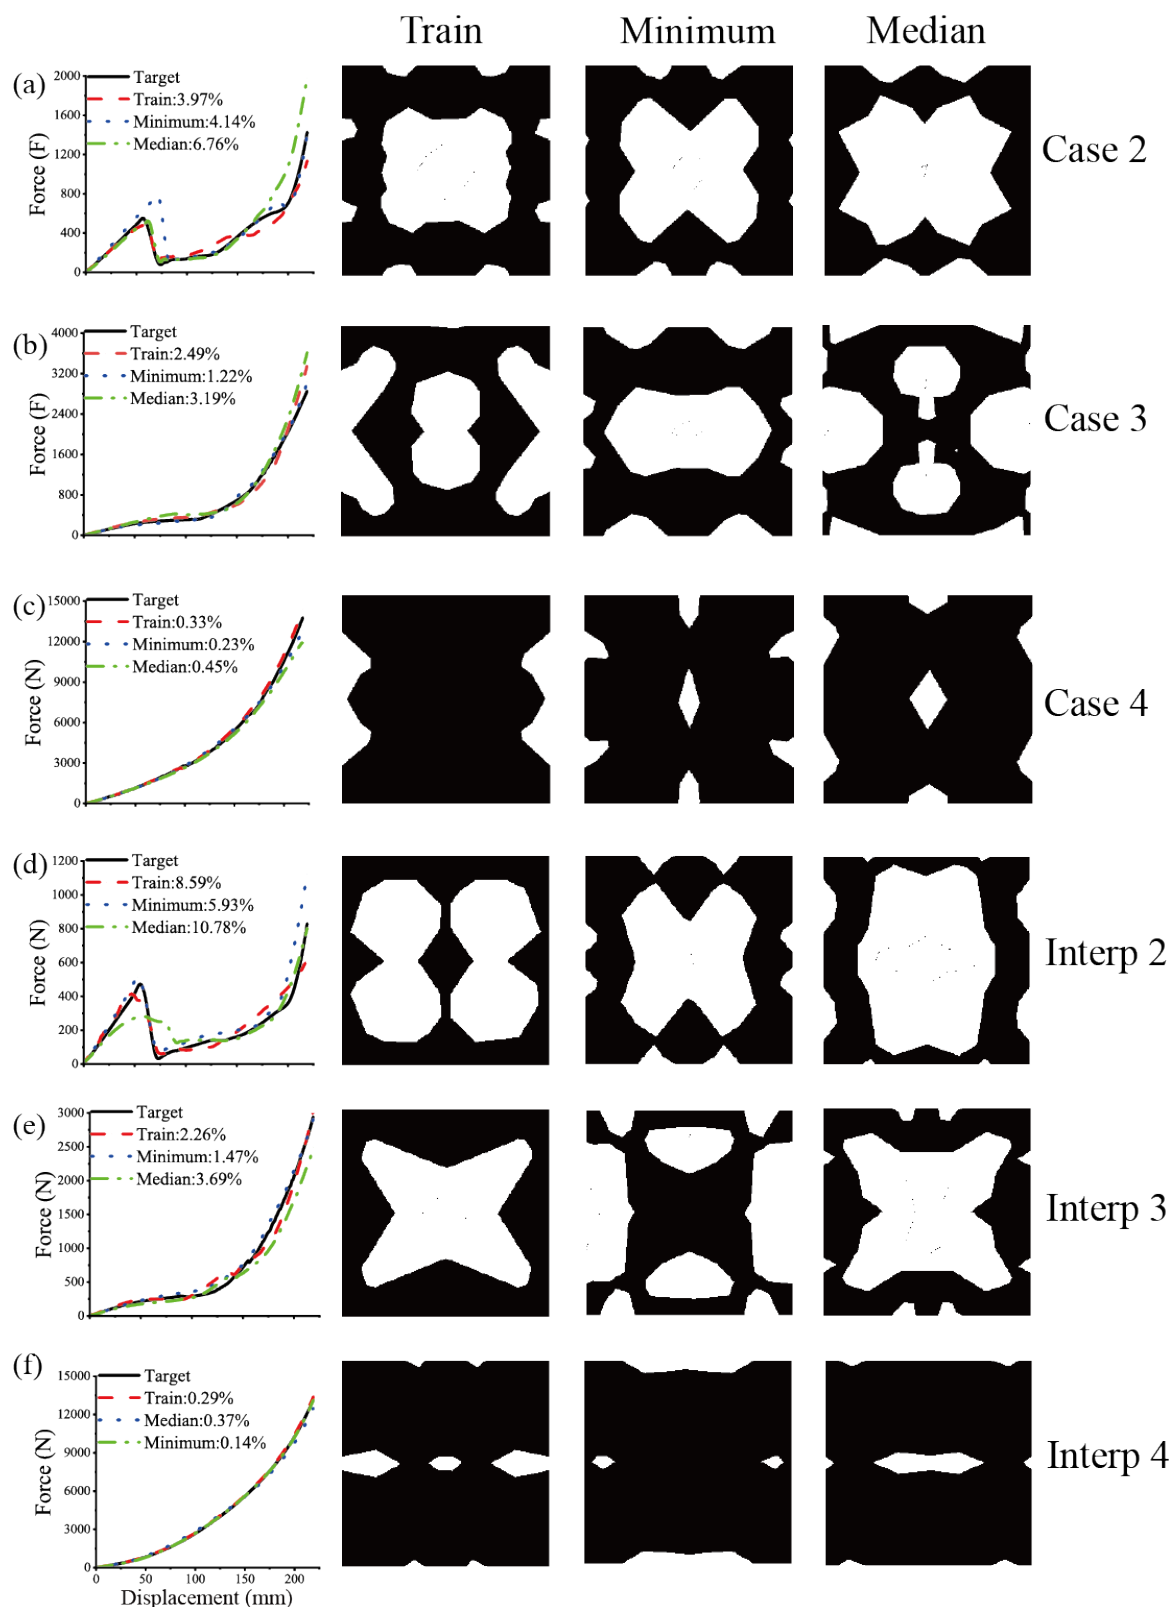 Train Minimum Median
(a)
2000
1600
1200
800
400
0
Force (F)
Target
Train:3.97%
Minimum:4.14%
Median:6.76%
Case 2
(b)
4000
3200
2400
1600
800
0
Force (F)
Target
Train:2.49%
Minimum:1.22%
Median:3.19%
Case 3
(c)
15000
12000
9000
6000
3000
0
Force (N)
Target
Train:0.33%
Minimum:0.23%
Median:0.45%
Case 4
(d)
1200
1000
800
600
400
200
0
Force (N)
Target
Train:8.59%
Minimum:5.93%
Median:10.78%
Interp 2
(e)
3000
2500
2000
1500
1000
500
0
Force (N)
Target
Train:2.26%
Minimum:1.47%
Median:3.69%
Interp 3
(f)
15000
12000
9000
6000
3000
0
Force (N)
Target
Train:0.29%
Median:0.37%
Minimum:0.14%
Interp 4
0 50 100 150 200
Displacement (mm)